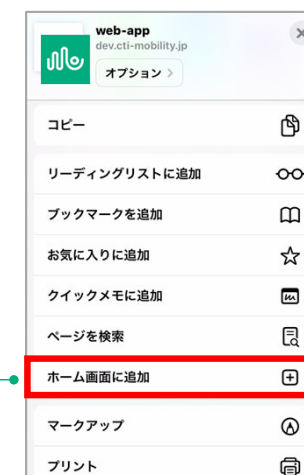 web-app
dev.cti-mobility.jp
オプション
コピー
リーディングリストに追加
ブックマークを追加
お気に入りに追加
クイックメモに追加
ページを検索
ホーム画面に追加
マークアップ
プリント